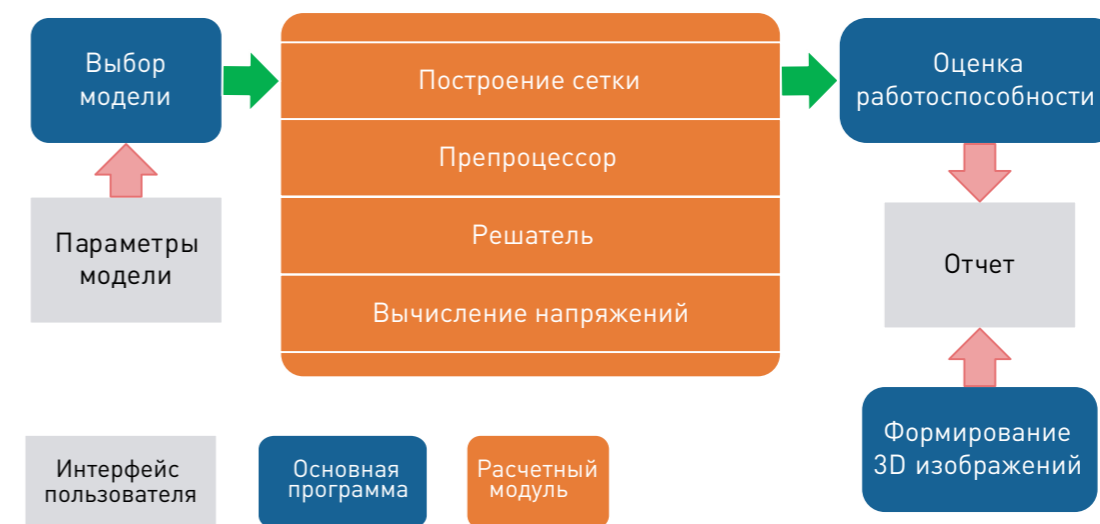 Выбор
модели
Построение сетки
Препроцессор
Решатель
Вычисление напряжений
Оценка
работоспособности
Параметры
модели
Отчет
Формирование
3D изображений
Интерфейс
пользователя
Основная
программа
Расчетный
модуль